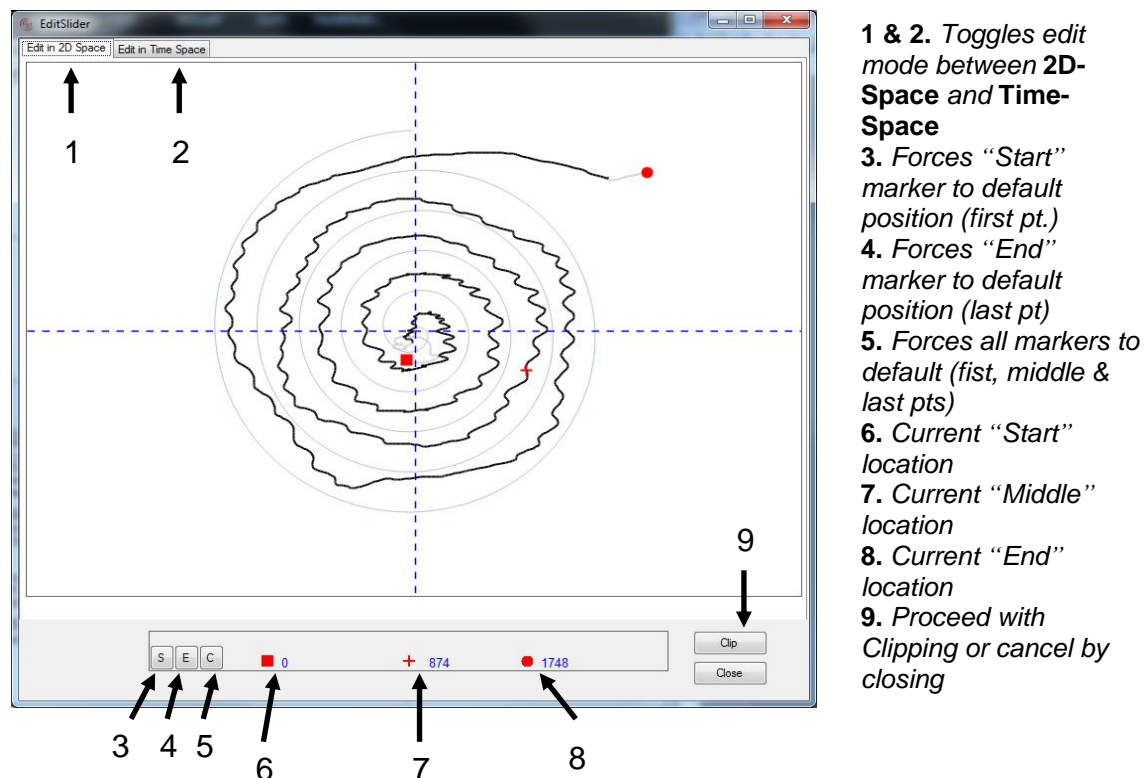 EditSlider
Edit in 2D Space Edit in Time Space
1 2
9
Clip
S E C 0 874 1748
Close
3 4 5 6 7 8
1 & 2. Toggles edit
mode between 2D-
Space and Time-
Space
3. Forces “Start”
marker to default
position (first pt.)
4. Forces “End”
marker to default
position (last pt)
5. Forces all markers to
default (fist, middle &
last pts)
6. Current “Start”
location
7. Current “Middle”
location
8. Current “End”
location
9. Proceed with
Clipping or cancel by
closing